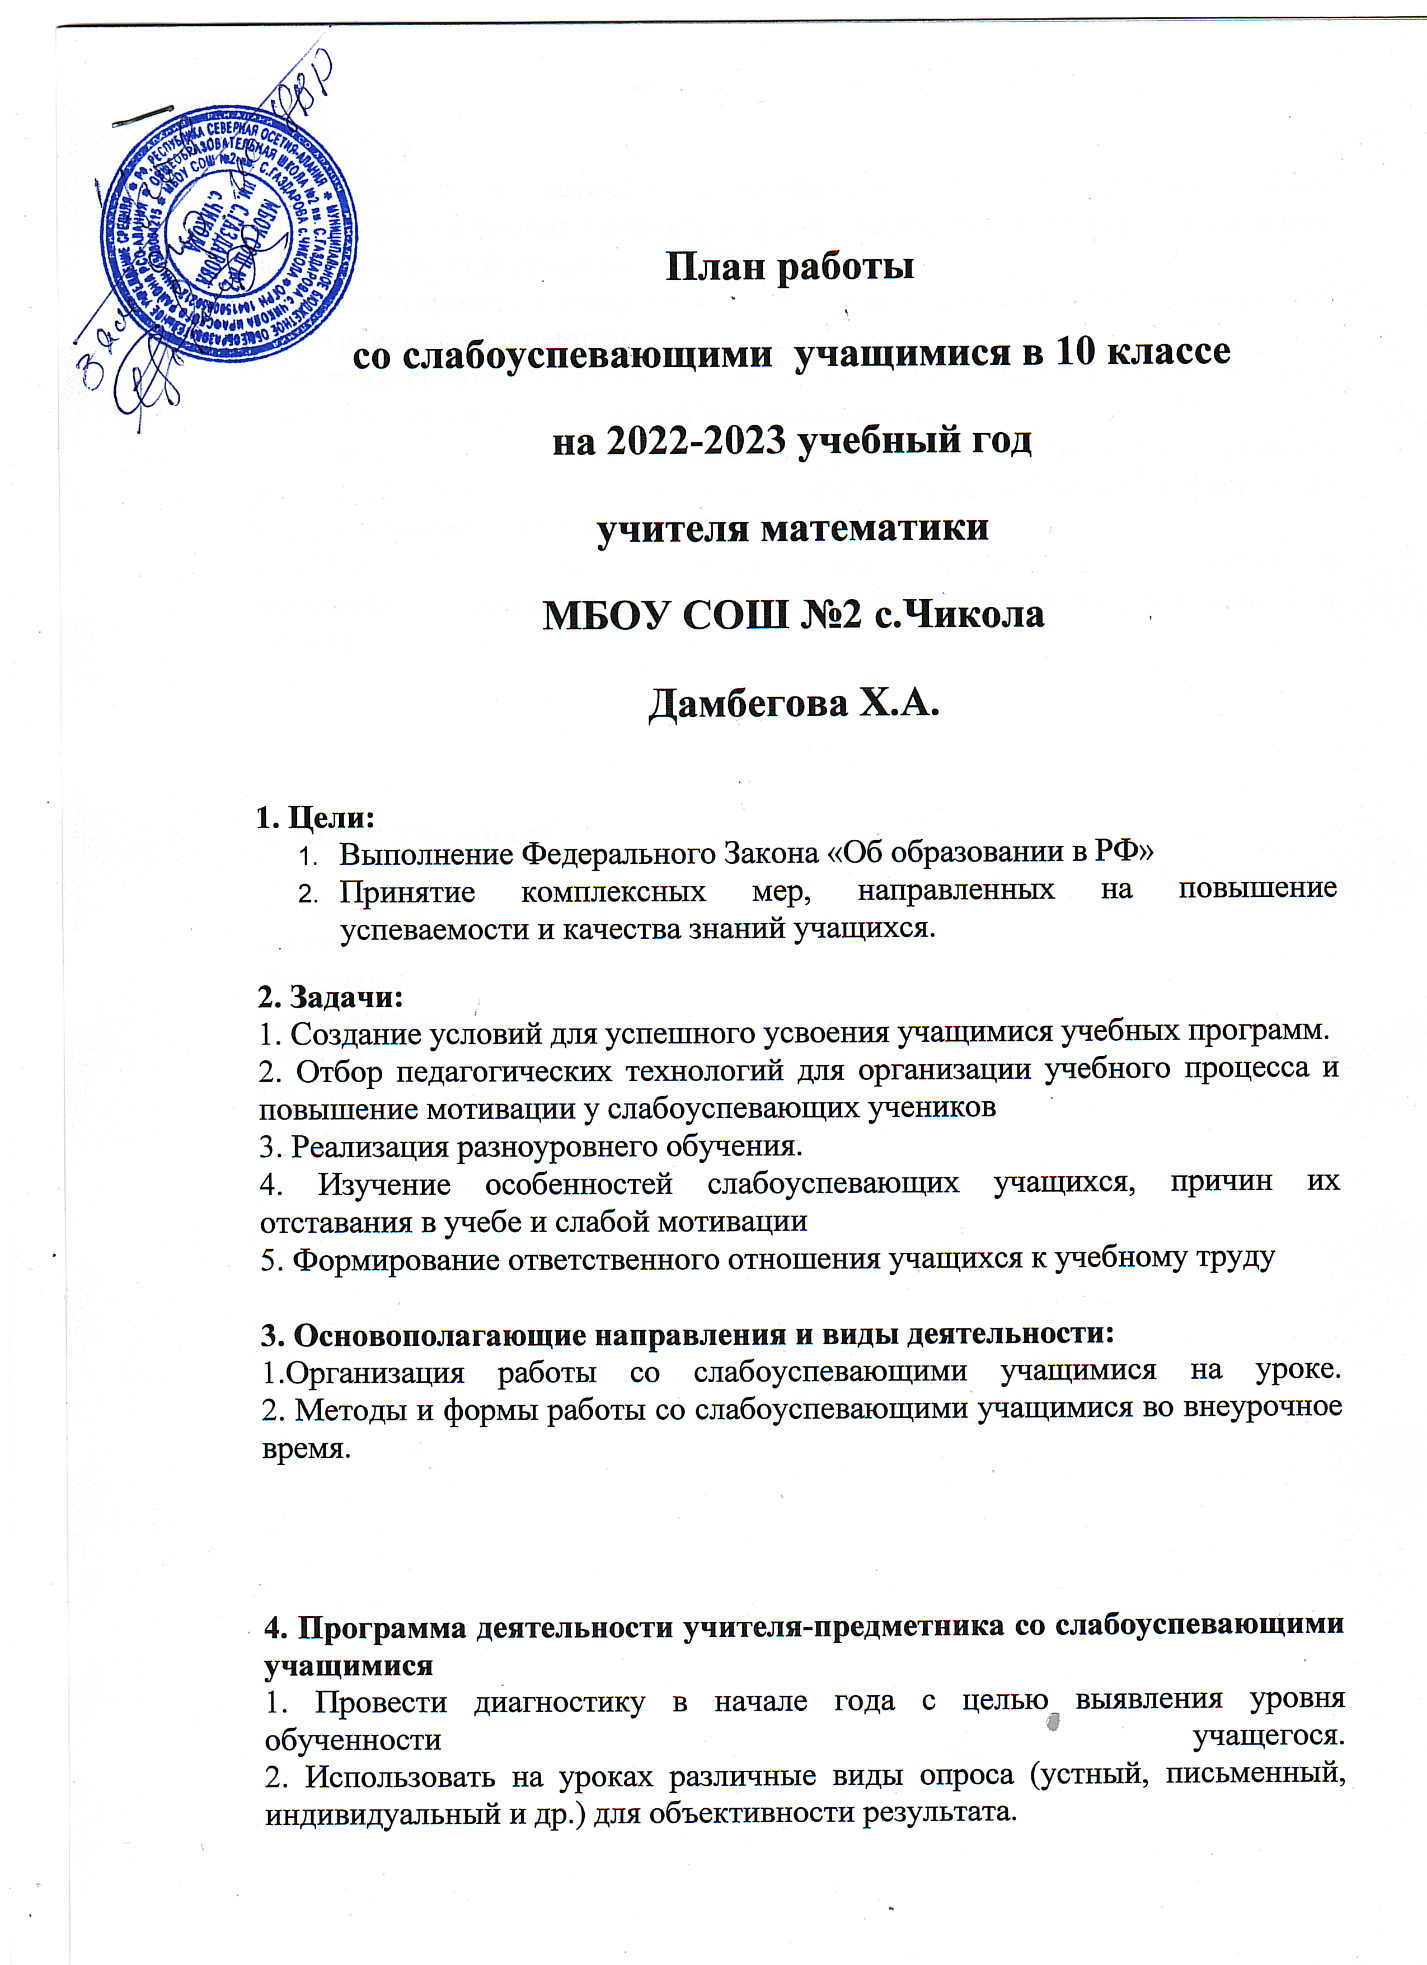 МБОУ СОШ №2
им. С.ГАЗДАРОВА
с.ЧИКОЛА
План работы
со слабоуспевающими учащимися в 10 классе
на 2022-2023 учебный год
учителя математики
МБОУ СОШ №2 с.Чикола
Дамбегова Х.А.
1. Цели:
1. Выполнение Федерального Закона «Об образовании в РФ»
2. Принятие комплексных мер, направленных на повышение
успеваемости и качества знаний учащихся.
2. Задачи:
1. Создание условий для успешного усвоения учащимися учебных программ.
2. Отбор педагогических технологий для организации учебного процесса и
повышение мотивации у слабоуспевающих учеников
3. Реализация разноуровнего обучения.
4. Изучение особенностей слабоуспевающих учащихся, причин их
отставания в учебе и слабой мотивации
5. Формирование ответственного отношения учащихся к учебному труду
3. Основополагающие направления и виды деятельности:
1.Организация работы со слабоуспевающими учащимися на уроке.
2. Методы и формы работы со слабоуспевающими учащимися во внеурочное
время.
4. Программа деятельности учителя-предметника со слабоуспевающими
учащимися
1. Провести диагностику в начале года с целью выявления уровня
обученности учащегося.
2. Использовать на уроках различные виды опроса (устный, письменный,
индивидуальный и др.) для объективности результата.